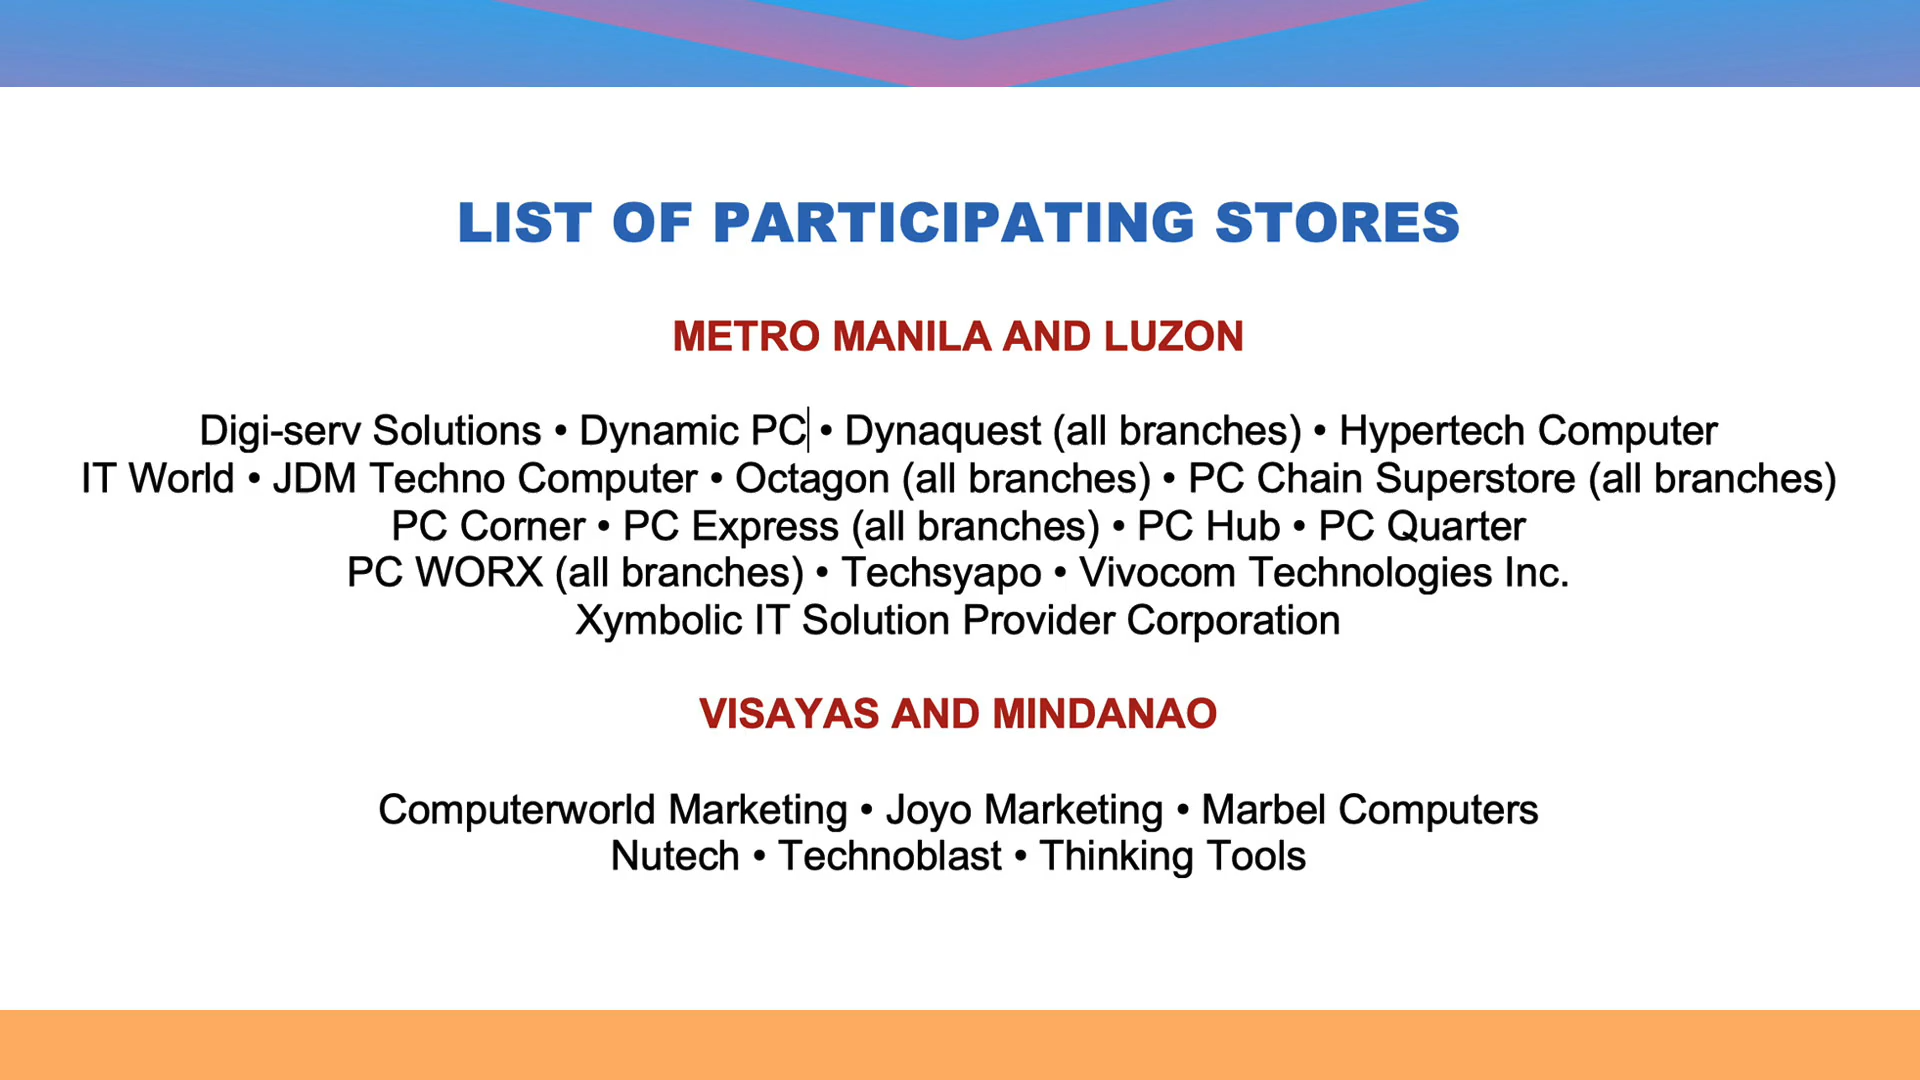 LIST OF PARTICIPATING STORES
METRO MANILA AND LUZON
Digi-serv Solutions • Dynamic PC • Dynaquest (all branches) • Hypertech Computer
IT World • JDM Techno Computer • Octagon (all branches) • PC Chain Superstore (all branches)
PC Corner • PC Express (all branches) • PC Hub • PC Quarter
PC WORX (all branches) • Techsyapo • Vivocom Technologies Inc.
Xymbolic IT Solution Provider Corporation
VISAYAS AND MINDANAO
Computerworld Marketing • Joyo Marketing • Marbel Computers
Nutech • Technoblast • Thinking Tools